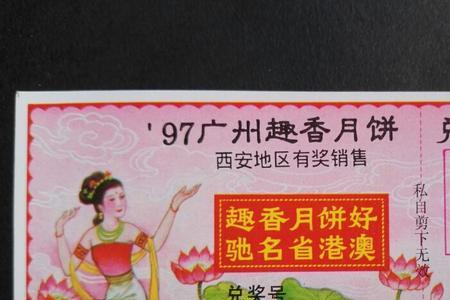 '97广州趣香月饼
西安地区有奖销售
趣香月饼好
驰名省港澳
兑奖号
私自剪下无效